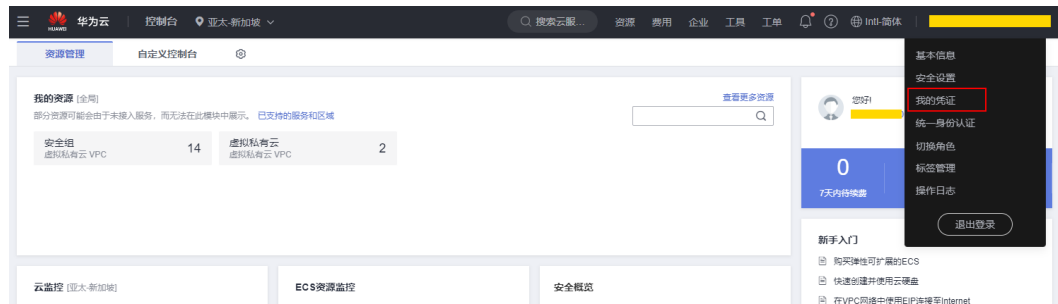 HUAWEI 华为云 控制台 亚太-新加坡 搜索云服... 资源 费用 企业 工具 工单 Intl-简体
资源管理 自定义控制台
基本信息
安全设置
我的凭证
统一身份认证
切换角色
标签管理
操作日志
退出登录
我的资源 [全局] 查看更多资源
部分资源可能会由于未接入服务，而无法在此模块中展示。 已支持的服务和区域
安全组 14
虚拟私有云 VPC
虚拟私有云 2
虚拟私有云 VPC
您好!
0
7天内待续费
新手入门
购买弹性可扩展的ECS
快速创建并使用云硬盘
在VPC网络中使用EIP连接至Internet
云监控 [亚太-新加坡] ECS资源监控 安全概览